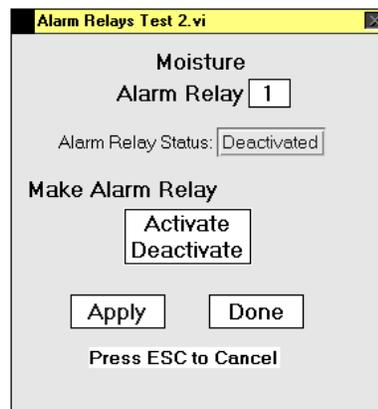 Alarm Relays Test 2.vi
Moisture
Alarm Relay 1
Alarm Relay Status: Deactivated
Make Alarm Relay
Activate
Deactivate
Apply Done
Press ESC to Cancel